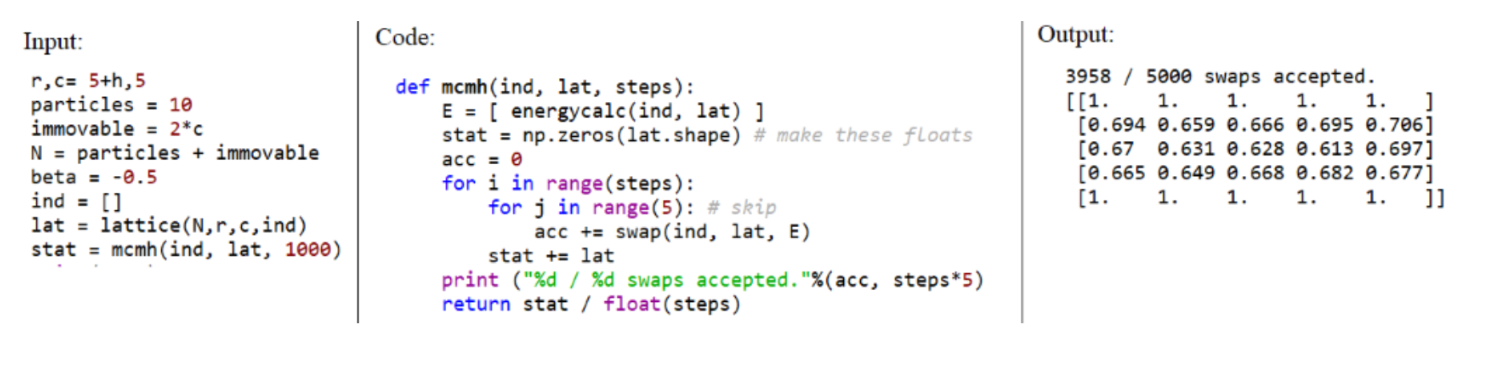 Input:
r,c= 5+h,5
particles = 10
immovable = 2*c
N = particles + immovable
beta = -0.5
ind = []
lat = lattice(N,r,c,ind)
stat = mcmh(ind, lat, 1000)
Code:
def mcmh(ind, lat, steps):
    E = [ energycalc(ind, lat) ]
    stat = np.zeros(lat.shape) # make these floats
    acc = 0
    for i in range(steps):
        for j in range(5): # skip
            acc += swap(ind, lat, E)
        stat += lat
    print ("%d / %d swaps accepted."%(acc, steps*5)
    return stat / float(steps)
Output:
3958 / 5000 swaps accepted.
[[1.    1.    1.    1.    1.   ]
 [0.694 0.659 0.666 0.695 0.706]
 [0.67  0.631 0.628 0.613 0.697]
 [0.665 0.649 0.668 0.682 0.677]
 [1.    1.    1.    1.    1.   ]]